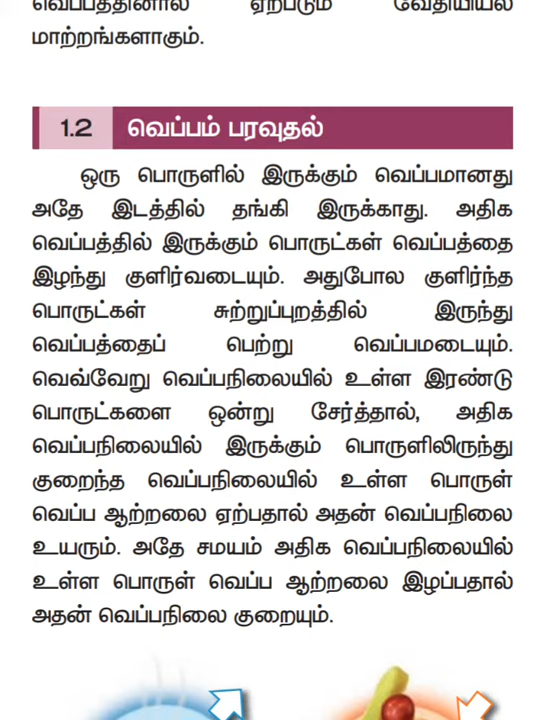 வெப்பத்தினால் ஏற்படும் வேதியியல்
மாற்றங்களாகும்.
1.2 வெப்பம் பரவுதல்
ஒரு பொருளில் இருக்கும் வெப்பமானது
அதே இடத்தில் தங்கி இருக்காது. அதிக
வெப்பத்தில் இருக்கும் பொருட்கள் வெப்பத்தை
இழந்து குளிர்வடையும். அதுபோல குளிர்ந்த
பொருட்கள் சுற்றுப்புறத்தில் இருந்து
வெப்பத்தைப் பெற்று வெப்பமடையும்.
வெவ்வேறு வெப்பநிலையில் உள்ள இரண்டு
பொருட்களை ஒன்று சேர்த்தால், அதிக
வெப்பநிலையில் இருக்கும் பொருளிலிருந்து
குறைந்த வெப்பநிலையில் உள்ள பொருள்
வெப்ப ஆற்றலை ஏற்பதால் அதன் வெப்பநிலை
உயரும். அதே சமயம் அதிக வெப்பநிலையில்
உள்ள பொருள் வெப்ப ஆற்றலை இழப்பதால்
அதன் வெப்பநிலை குறையும்.